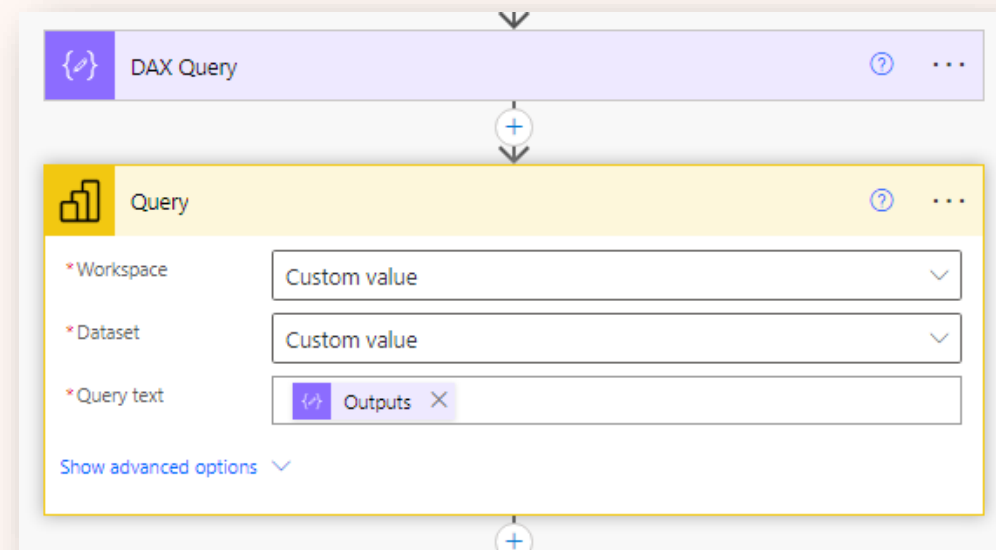 DAX Query
Query
*Workspace
Custom value
*Dataset
Custom value
*Query text
Outputs
Show advanced options